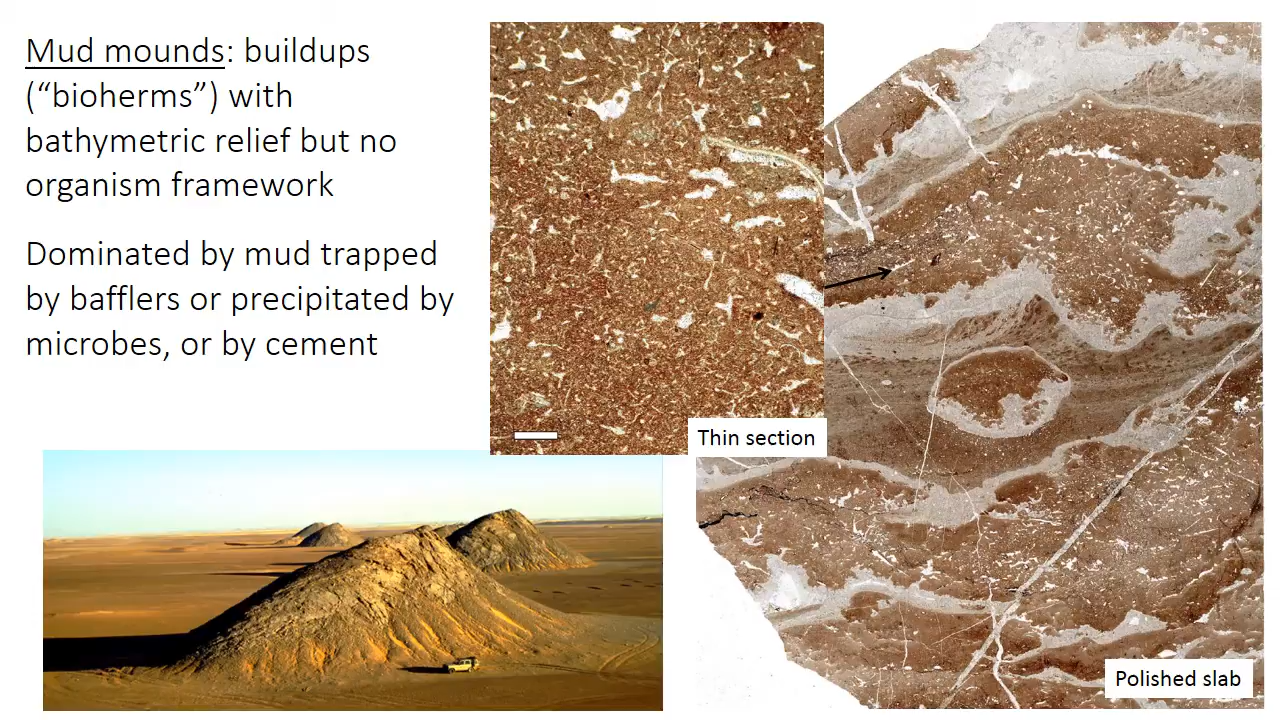 Mud mounds: buildups
(“bioherms”) with
bathymetric relief but no
organism framework
Dominated by mud trapped
by bafflers or precipitated by
microbes, or by cement
Thin section
Polished slab